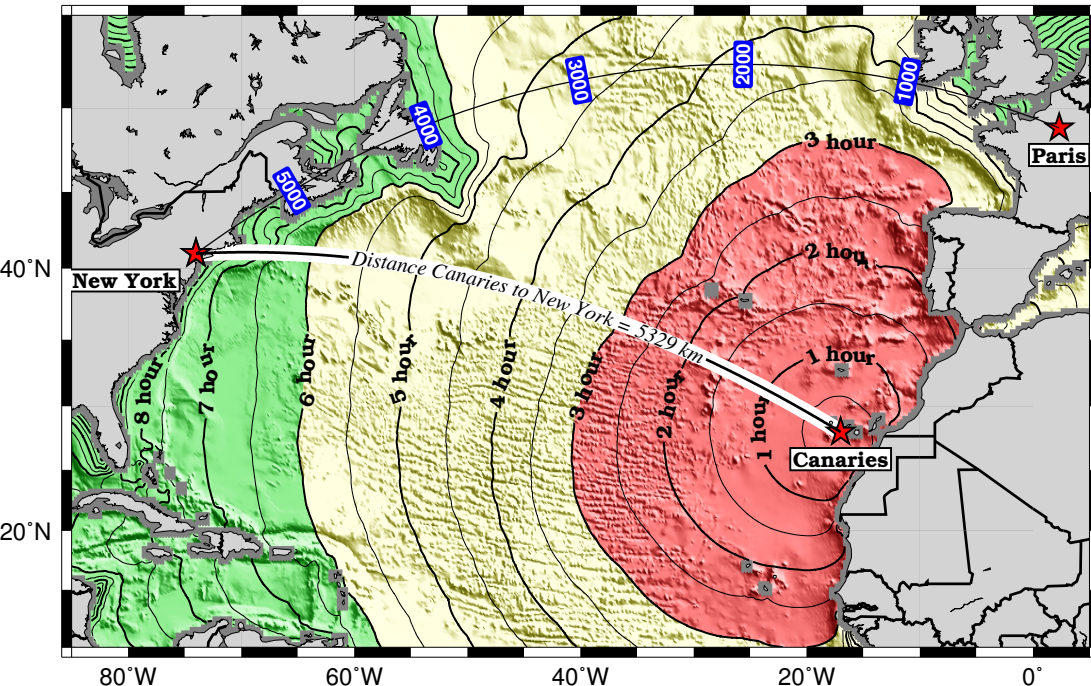 3000
2000
1000
4000
3 hour
Paris
5000
2 hou
40°N
New York
Distance Canaries to New York = 5329 km
1 hour
8 hour
7 hour
6 hour
5 hour
4 hour
3 hour
2 hour
1 hour
Canaries
20°N
80°W
60°W
40°W
20°W
0°